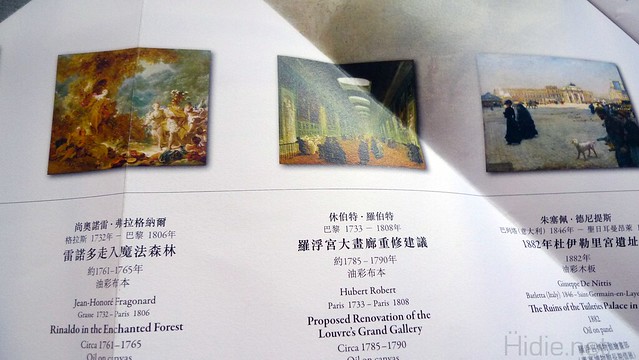 尚奧諾雷·弗拉格納爾
格拉斯 1732年 – 巴黎 1806年
雷諾多走入魔法森林
約1761-1765年
油彩布本
Jean-Honoré Fragonard
Grasse 1732 - Paris 1806
Rinaldo in the Enchanted Forest
Circa 1761-1765
Oil on canvas
休伯特·羅伯特
巴黎 1733 – 1808年
羅浮宮大畫廊重修建議
約1785 – 1790年
油彩布本
Hubert Robert
Paris 1733 – Paris 1808
Proposed Renovation of the
Louvre's Grand Gallery
Circa 1785-1790
Oil on canvas
朱塞佩·德尼提斯
巴列塔(意大利) 1846年 – 聖日耳曼昂萊
1882年杜伊勒里宮遺址
1882年
油彩木板
Giuseppe De Nittis
Barletta (Italy) 1846 - Saint-Germain-en-Laye
The Ruins of the Tuileries Palace in
1882
Oil on panel
Hidie.net